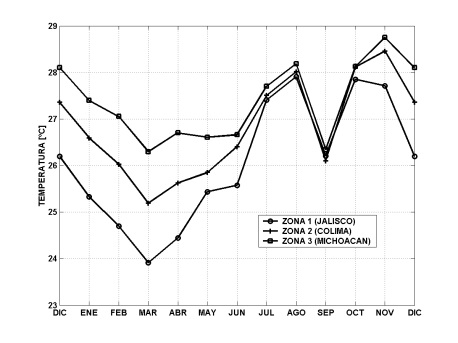 29
28
27
26
25
24
23
TEMPERATURA [°C]
ZONA 1 (JALISCO)
ZONA 2 (COLIMA)
ZONA 3 (MICHOACAN)
DIC ENE FEB MAR ABR MAY JUN JUL AGO SEP OCT NOV DIC